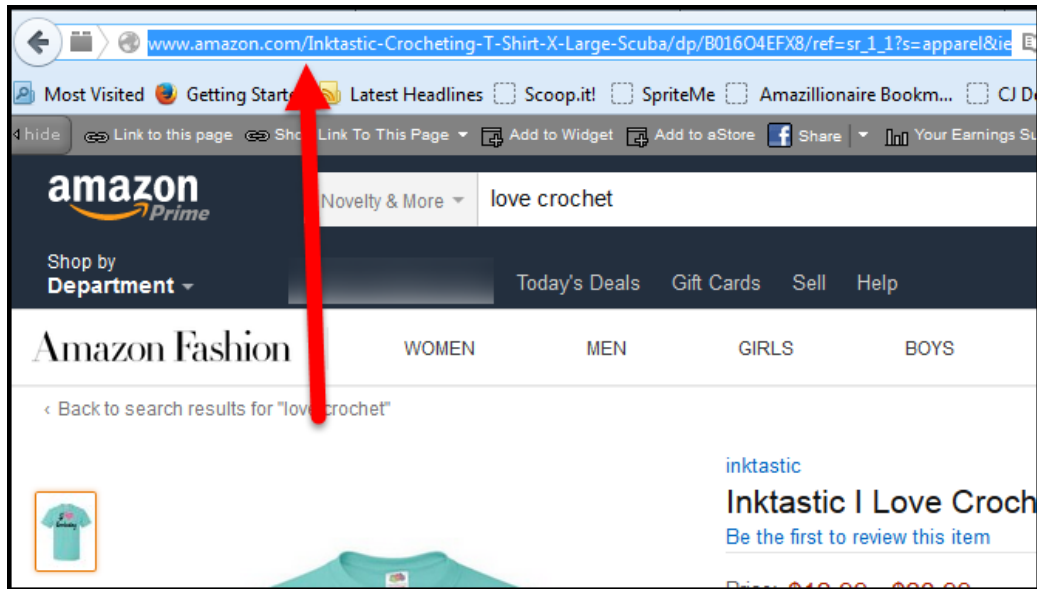 www.amazon.com/Inktastic-Crocheting-T-Shirt-X-Large-Scuba/dp/B016O4EFX8/ref=sr_1_1?s=apparel&ie
Most Visited Getting Starte Latest Headlines Scoop.it! SpriteMe Amazillionaire Bookm... CJ De
hide Link to this page Sho Link To This Page Add to Widget Add to aStore Share Your Earnings Su
amazon
Prime
Novelty & More love crochet
Shop by
Department Today's Deals Gift Cards Sell Help
Amazon Fashion WOMEN MEN GIRLS BOYS
‹ Back to search results for "love crochet"
inktastic
Inktastic I Love Croch
Be the first to review this item
Price: